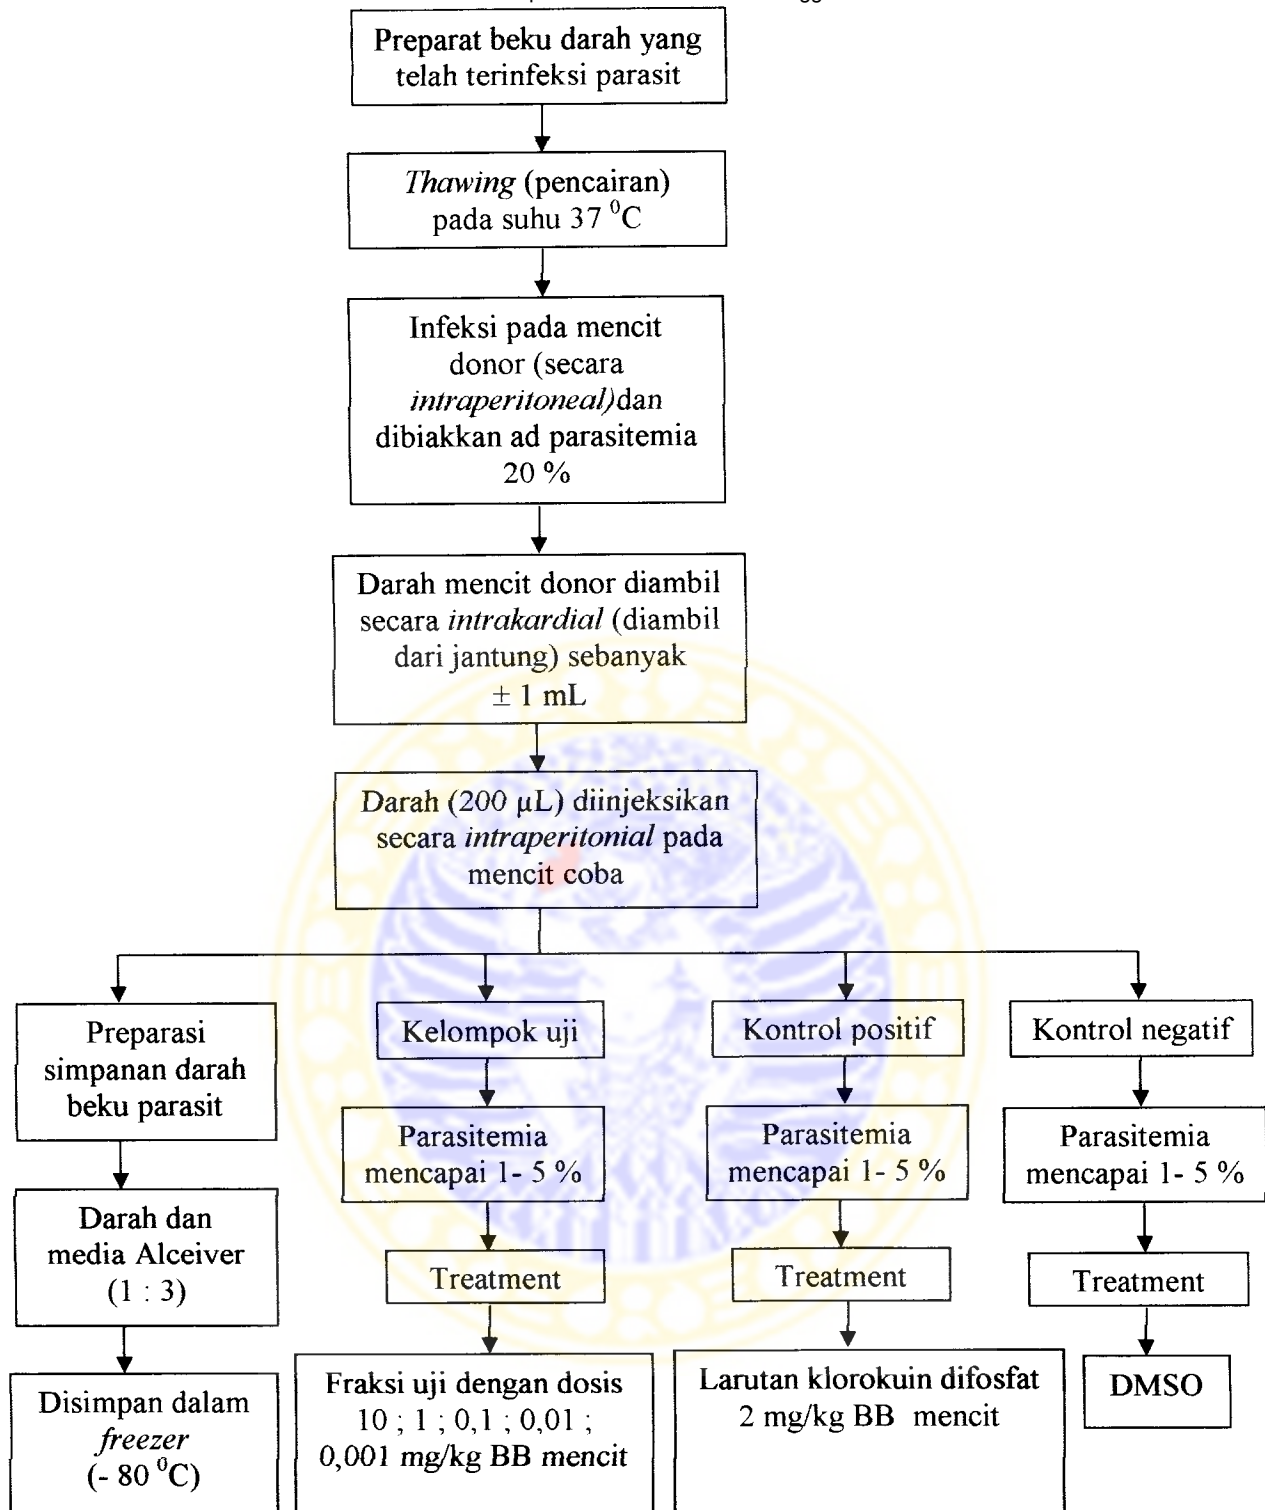 Preparat beku darah yang
telah terinfeksi parasit
Thawing (pencairan)
pada suhu 37 ⁰C
Infeksi pada mencit
donor (secara
intraperitoneal)dan
dibiakkan ad parasitemia
20 %
Darah mencit donor diambil
secara intrakardial (diambil
dari jantung) sebanyak
± 1 mL
Darah (200 µL) diinjeksikan
secara intraperitonial pada
mencit coba
Preparasi
simpanan darah
beku parasit
Darah dan
media Alceiver
(1 : 3)
Disimpan dalam
freezer
(- 80 ⁰C)
Kelompok uji
Parasitemia
mencapai 1- 5 %
Treatment
Fraksi uji dengan dosis
10 ; 1 ; 0,1 ; 0,01 ;
0,001 mg/kg BB mencit
Kontrol positif
Parasitemia
mencapai 1- 5 %
Treatment
Larutan klorokuin difosfat
2 mg/kg BB mencit
Kontrol negatif
Parasitemia
mencapai 1- 5 %
Treatment
DMSO